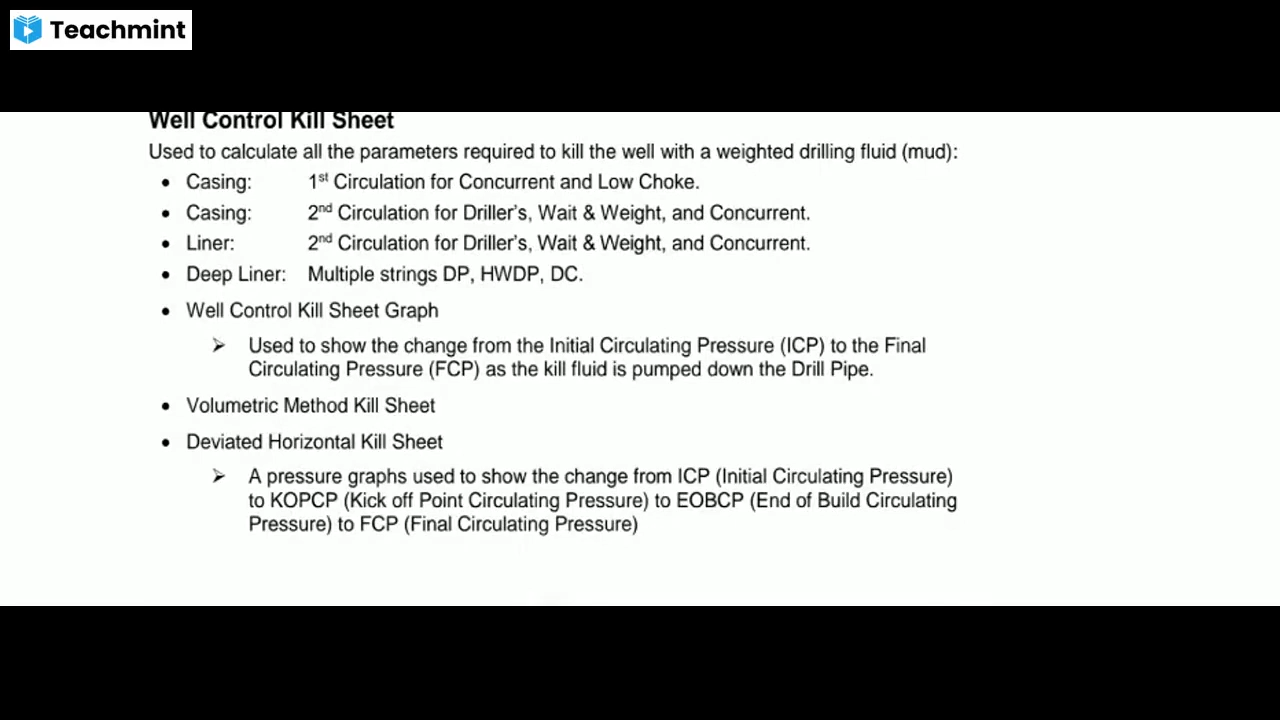 Teachmint
Well Control Kill Sheet
Used to calculate all the parameters required to kill the well with a weighted drilling fluid (mud):
• Casing: 1st Circulation for Concurrent and Low Choke.
• Casing: 2nd Circulation for Driller's, Wait & Weight, and Concurrent.
• Liner: 2nd Circulation for Driller's, Wait & Weight, and Concurrent.
• Deep Liner: Multiple strings DP, HWDP, DC.
• Well Control Kill Sheet Graph
➢ Used to show the change from the Initial Circulating Pressure (ICP) to the Final
Circulating Pressure (FCP) as the kill fluid is pumped down the Drill Pipe.
• Volumetric Method Kill Sheet
• Deviated Horizontal Kill Sheet
➢ A pressure graphs used to show the change from ICP (Initial Circulating Pressure)
to KOPCP (Kick off Point Circulating Pressure) to EOBCP (End of Build Circulating
Pressure) to FCP (Final Circulating Pressure)